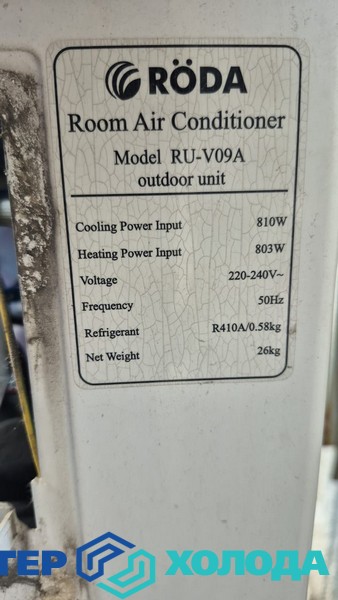 RÖDA
Room Air Conditioner
Model RU-V09A
outdoor unit
Cooling Power Input 810W
Heating Power Input 803W
Voltage 220-240V~
Frequency 50Hz
Refrigerant R410A/0.58kg
Net Weight 26kg
ТЕР ХОЛОДА